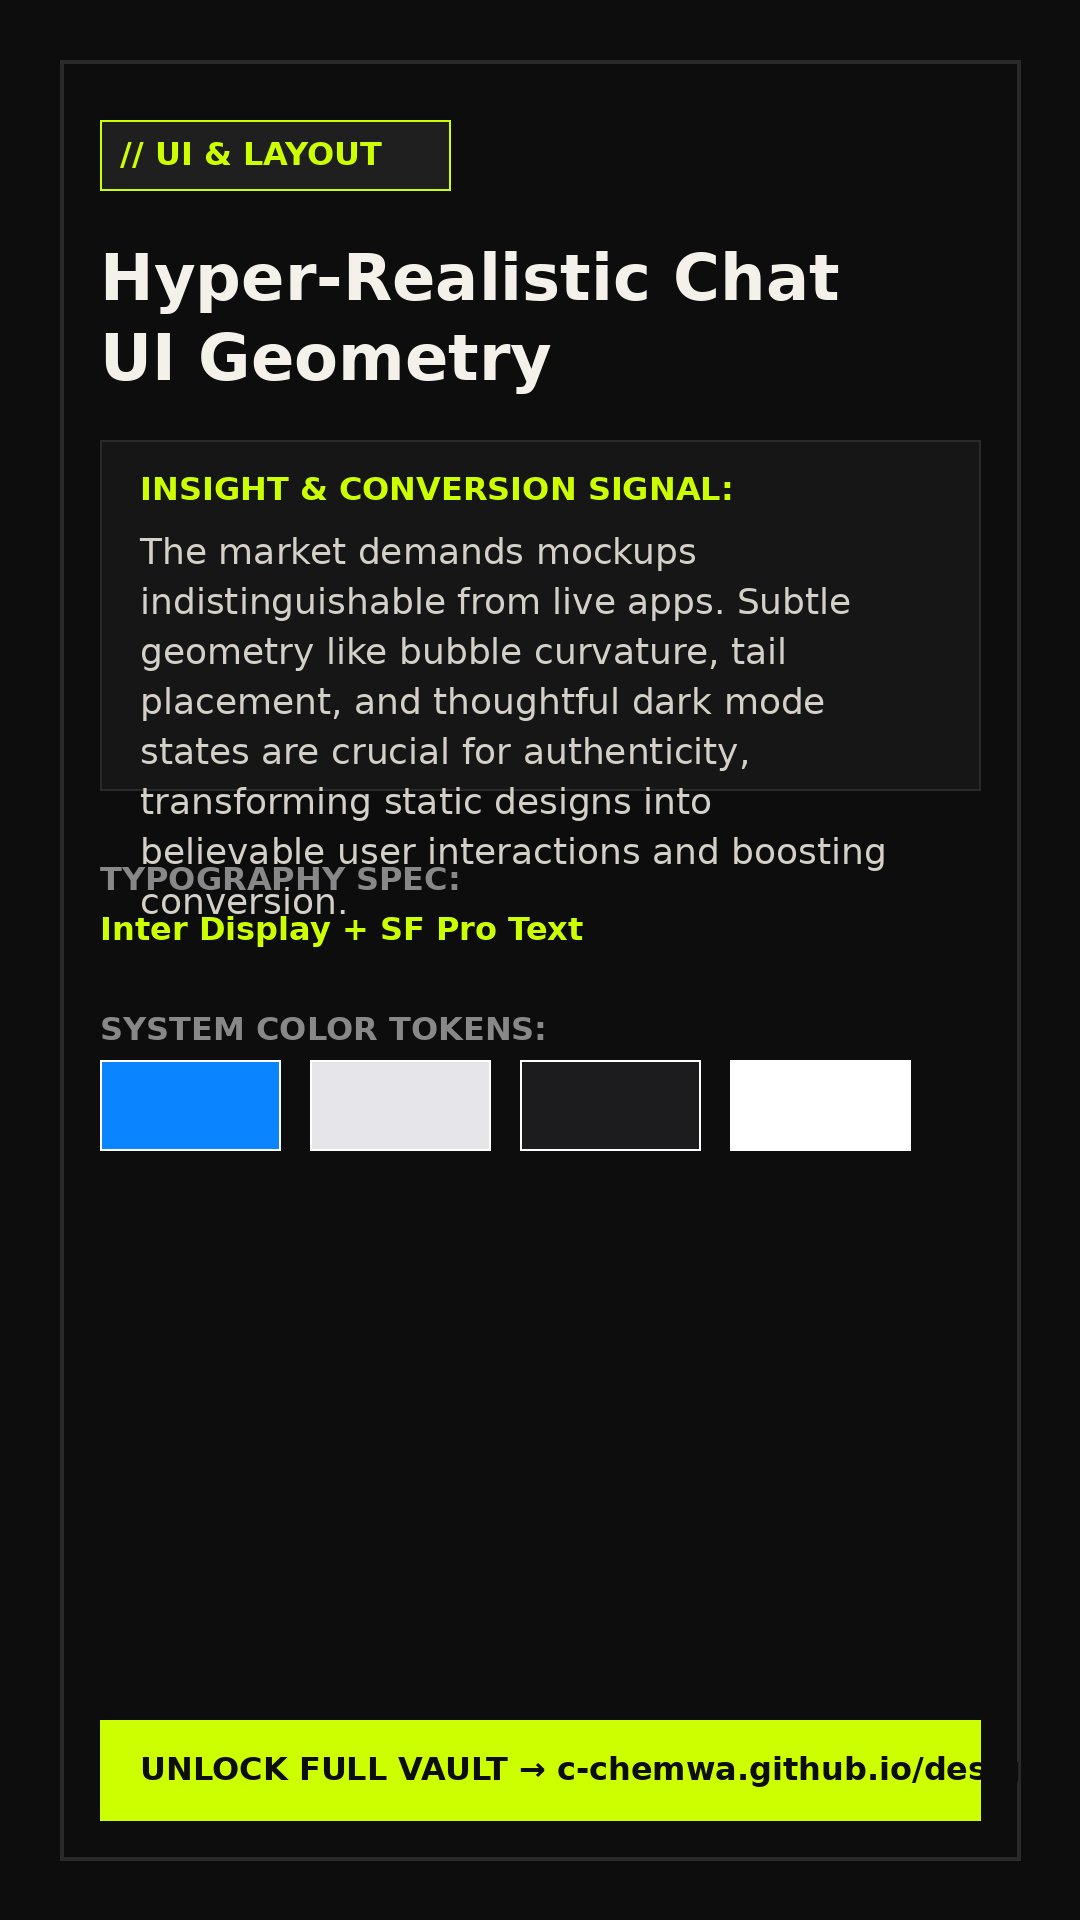 // UI & LAYOUT
Hyper-Realistic Chat
UI Geometry
INSIGHT & CONVERSION SIGNAL:
The market demands mockups
indistinguishable from live apps. Subtle
geometry like bubble curvature, tail
placement, and thoughtful dark mode
states are crucial for authenticity,
transforming static designs into
believable user interactions and boosting
conversion.
TYPOGRAPHY SPEC:
Inter Display + SF Pro Text
SYSTEM COLOR TOKENS:
UNLOCK FULL VAULT → c-chemwa.github.io/des